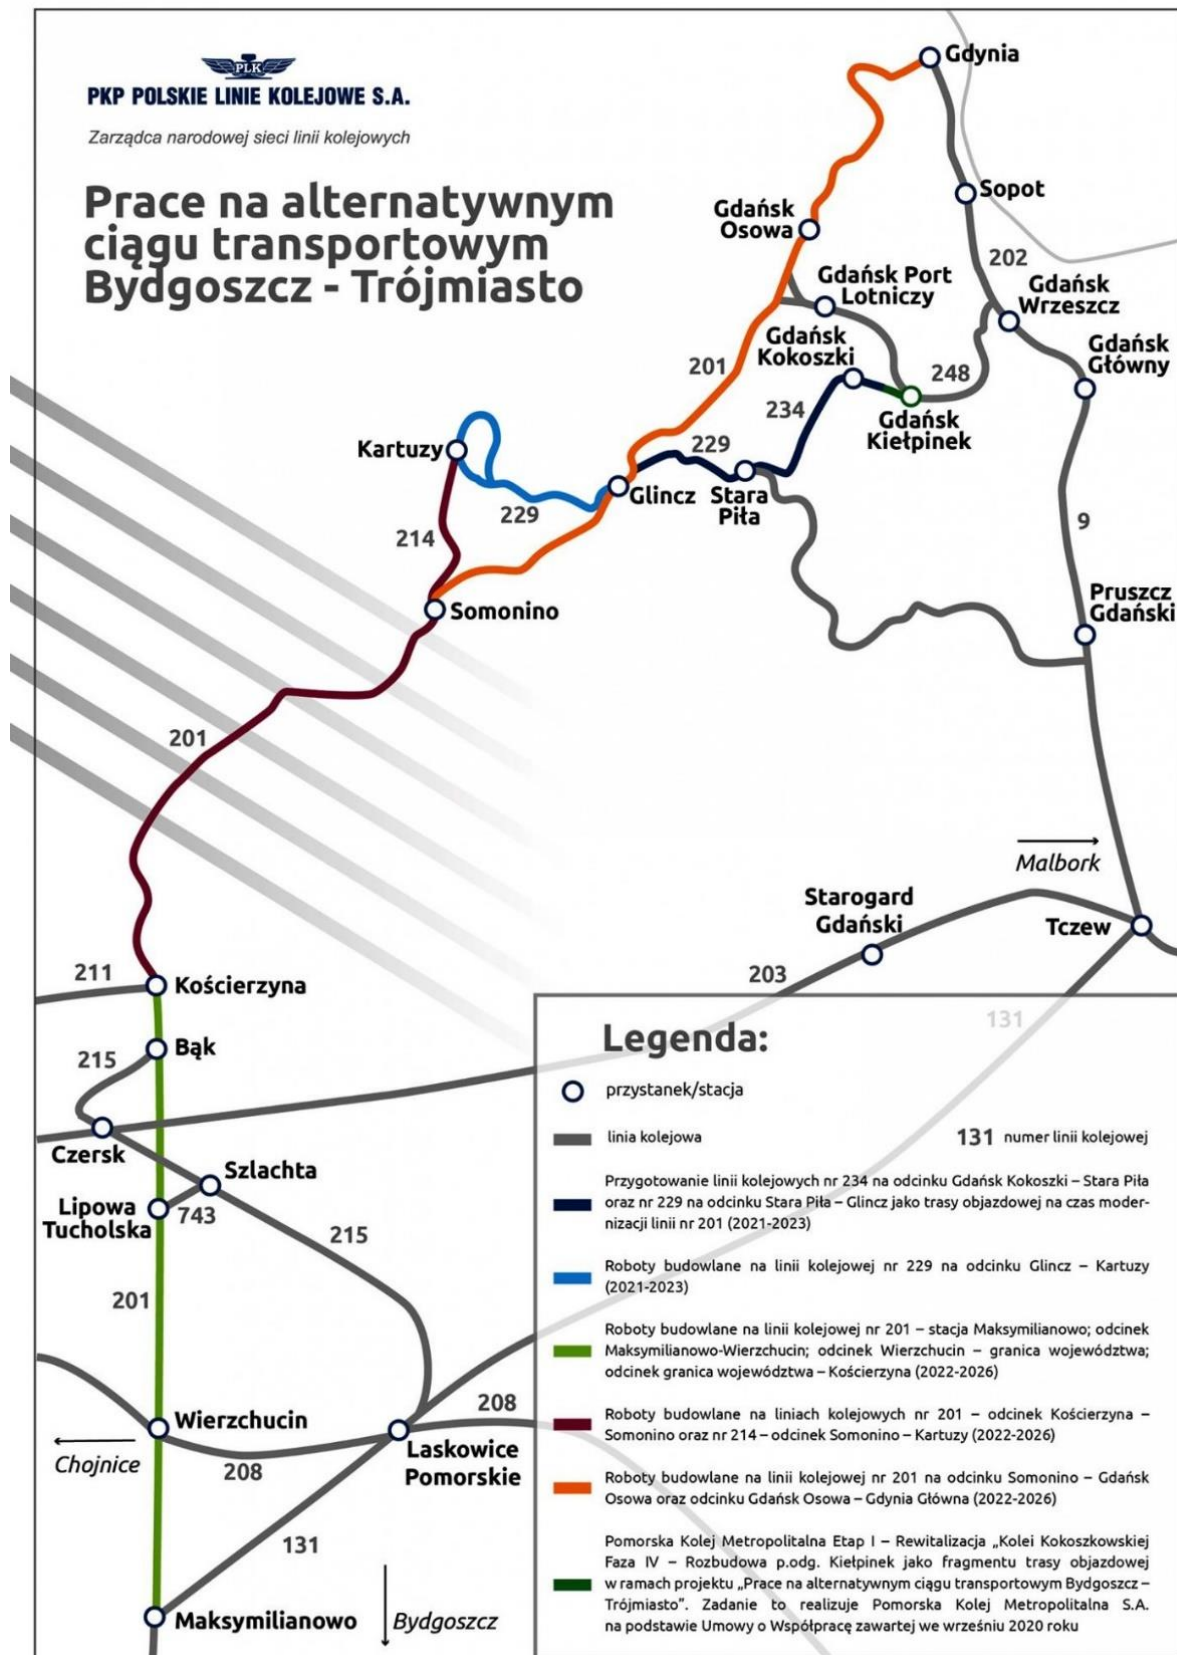 PLK
PKP POLSKIE LINIE KOLEJOWE S.A.
Zarządca narodowej sieci linii kolejowych
Prace na alternatywnym
ciągu transportowym
Bydgoszcz - Trójmiasto
Gdynia
Sopot
Gdańsk
Osowa
202
Gdańsk Port
Lotniczy
Gdańsk
Wrzeszcz
Gdańsk
Kokoszki
Gdańsk
Główny
201
248
234
Gdańsk
Kiełpinek
Kartuzy
229
Glincz
Stara
Piła
229
9
214
Somonino
Pruszcz
Gdański
201
Malbork
Starogard
Gdański
Tczew
203
211
Kościerzyna
Bąk
215
Czersk
Szlachta
Lipowa
Tucholska
743
215
201
Wierzchucin
208
Chojnice
208
Laskowice
Pomorskie
131
Maksymilianowo
Bydgoszcz
131
Legenda:
przystanek/stacja
linia kolejowa
131 numer linii kolejowej
Przygotowanie linii kolejowych nr 234 na odcinku Gdańsk Kokoszki – Stara Piła
oraz nr 229 na odcinku Stara Piła – Glincz jako trasy objazdowej na czas moder-
nizacji linii nr 201 (2021-2023)
Roboty budowlane na linii kolejowej nr 229 na odcinku Glincz – Kartuzy
(2021-2023)
Roboty budowlane na linii kolejowej nr 201 – stacja Maksymilianowo; odcinek
Maksymilianowo-Wierzchucin; odcinek Wierzchucin – granica województwa;
odcinek granica województwa – Kościerzyna (2022-2026)
Roboty budowlane na liniach kolejowych nr 201 – odcinek Kościerzyna –
Somonino oraz nr 214 – odcinek Somonino – Kartuzy (2022-2026)
Roboty budowlane na linii kolejowej nr 201 na odcinku Somonino – Gdańsk
Osowa oraz odcinku Gdańsk Osowa – Gdynia Główna (2022-2026)
Pomorska Kolej Metropolitalna Etap I – Rewitalizacja „Kolei Kokoszkowskiej
Faza IV – Rozbudowa p.odg. Kiełpinek jako fragmentu trasy objazdowej
w ramach projektu „Prace na alternatywnym ciągu transportowym Bydgoszcz –
Trójmiasto". Zadanie to realizuje Pomorska Kolej Metropolitalna S.A.
na podstawie Umowy o Współpracę zawartej we wrześniu 2020 roku